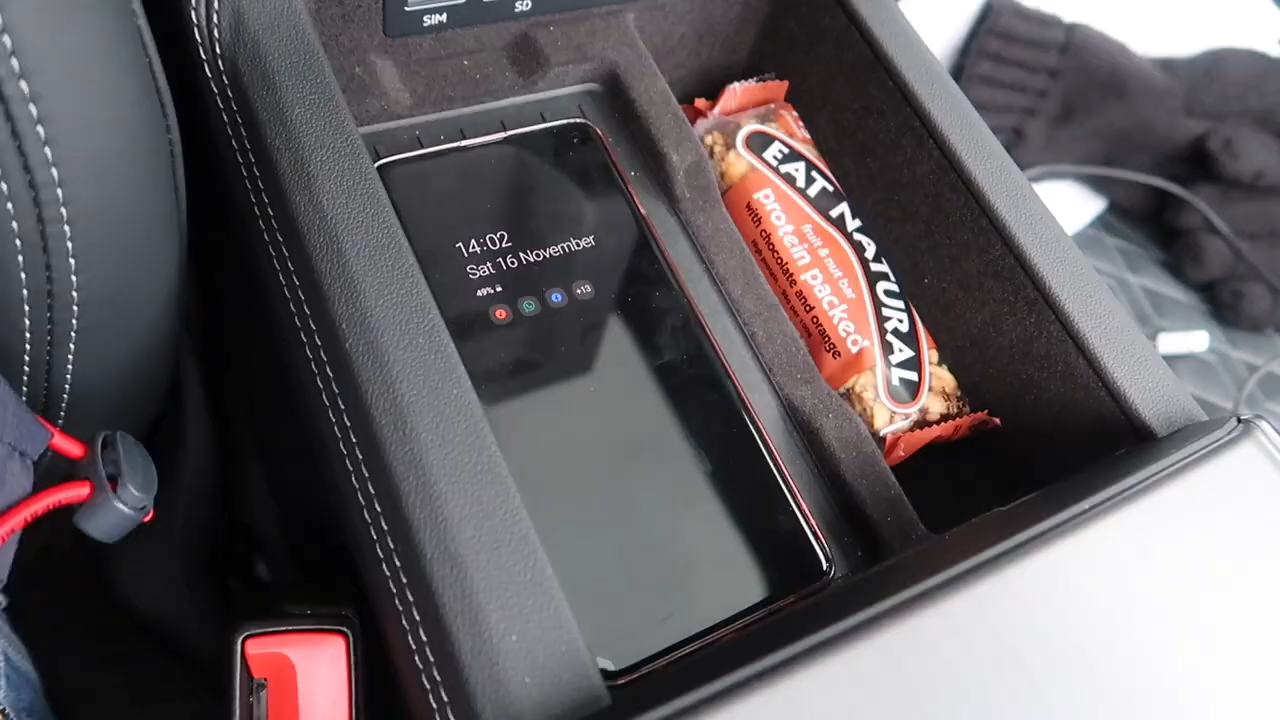 SIM
SD
14:02
Sat 16 November
49%
+13
EAT NATURAL
fruit & nut bar
protein packed
with chocolate and orange